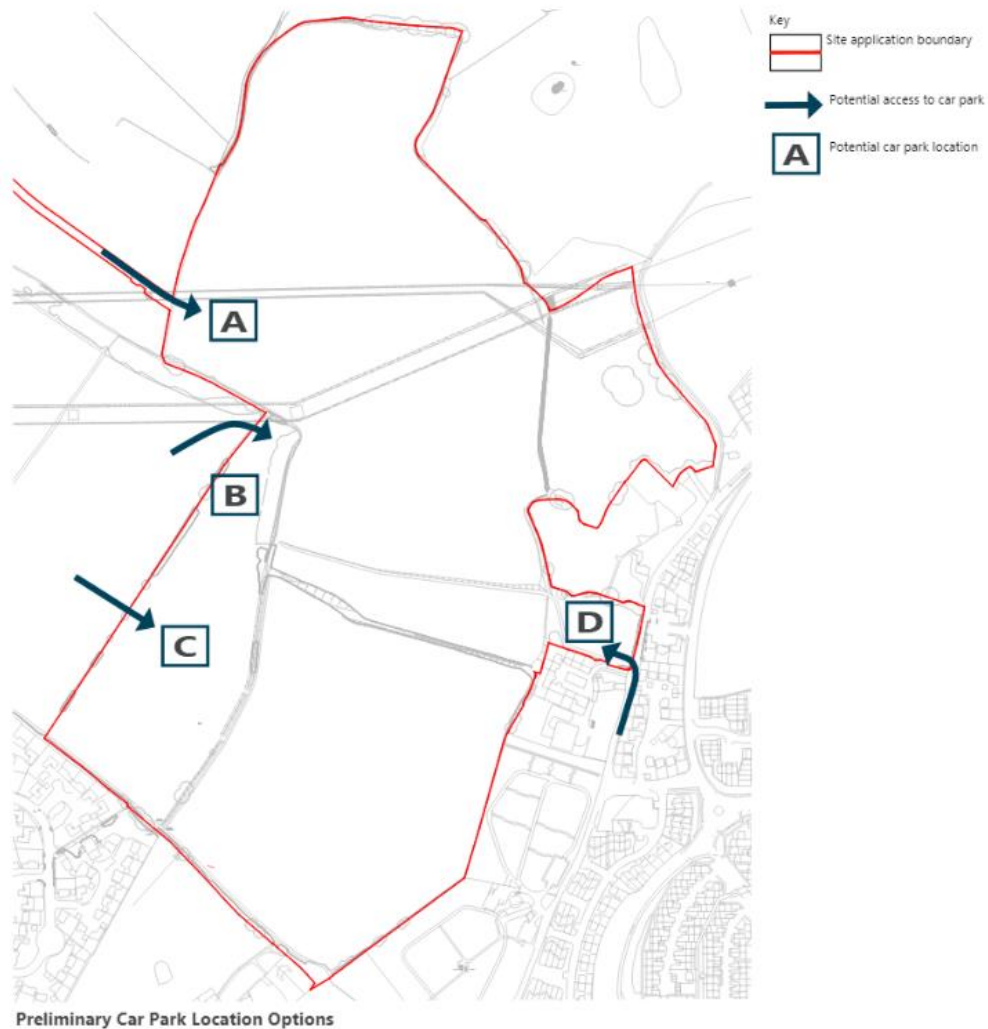 Key
Site application boundary
Potential access to car park
A
Potential car park location
A
B
C
D
Preliminary Car Park Location Options